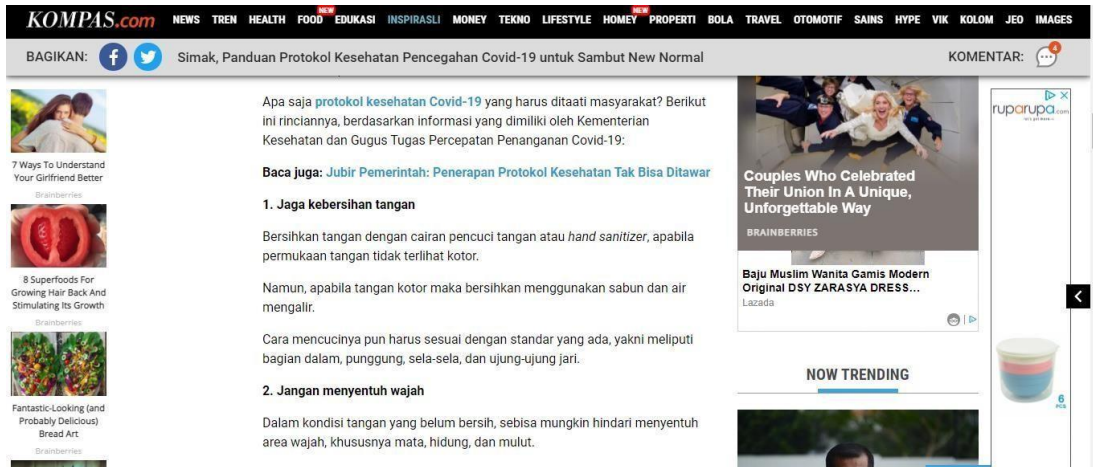 KOMPAS.com NEWS TREN HEALTH FOOD NEW EDUKASI INSPIRASLI MONEY TEKNO LIFESTYLE HOMEY NEW PROPERTI BOLA TRAVEL OTOMOTIF SAINS HYPE VIK KOLOM JEO IMAGES
BAGIKAN: Simak, Panduan Protokol Kesehatan Pencegahan Covid-19 untuk Sambut New Normal KOMENTAR: 4
7 Ways To Understand
Your Girlfriend Better
Brainberries
8 Superfoods For
Growing Hair Back And
Stimulating Its Growth
Brainberries
Fantastic-Looking (and
Probably Delicious)
Bread Art
Brainberries
Apa saja protokol kesehatan Covid-19 yang harus ditaati masyarakat? Berikut
ini rinciannya, berdasarkan informasi yang dimiliki oleh Kementerian
Kesehatan dan Gugus Tugas Percepatan Penanganan Covid-19:
Baca juga: Jubir Pemerintah: Penerapan Protokol Kesehatan Tak Bisa Ditawar
1. Jaga kebersihan tangan
Bersihkan tangan dengan cairan pencuci tangan atau hand sanitizer, apabila
permukaan tangan tidak terlihat kotor.
Namun, apabila tangan kotor maka bersihkan menggunakan sabun dan air
mengalir.
Cara mencucinya pun harus sesuai dengan standar yang ada, yakni meliputi
bagian dalam, punggung, sela-sela, dan ujung-ujung jari.
2. Jangan menyentuh wajah
Dalam kondisi tangan yang belum bersih, sebisa mungkin hindari menyentuh
area wajah, khususnya mata, hidung, dan mulut.
Couples Who Celebrated
Their Union In A Unique,
Unforgettable Way
BRAINBERRIES
Baju Muslim Wanita Gamis Modern
Original DSY ZARASYA DRESS...
Lazada
NOW TRENDING
ruparupa.com
6
PCS